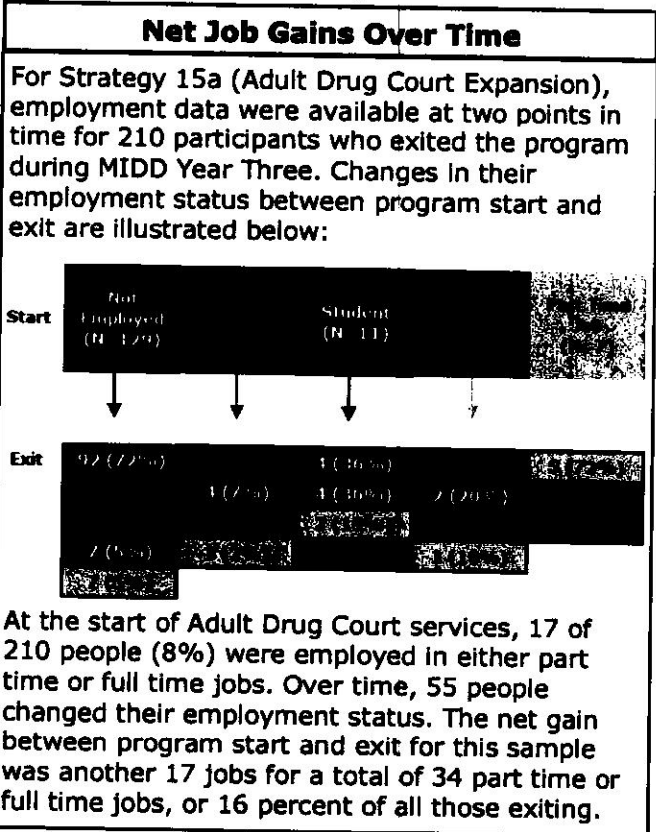 Net Job Gains Over Time
For Strategy 15a (Adult Drug Court Expansion),
employment data were available at two points in
time for 210 participants who exited the program
during MIDD Year Three. Changes in their
employment status between program start and
exit are illustrated below:
Start
Not
Employed
(N=129)
Student
(N=11)
Exit
92 (72%)
4 (36%)
4 (7%)
4 (36%)
2 (20%)
7 (5%)
At the start of Adult Drug Court services, 17 of
210 people (8%) were employed in either part
time or full time jobs. Over time, 55 people
changed their employment status. The net gain
between program start and exit for this sample
was another 17 jobs for a total of 34 part time or
full time jobs, or 16 percent of all those exiting.